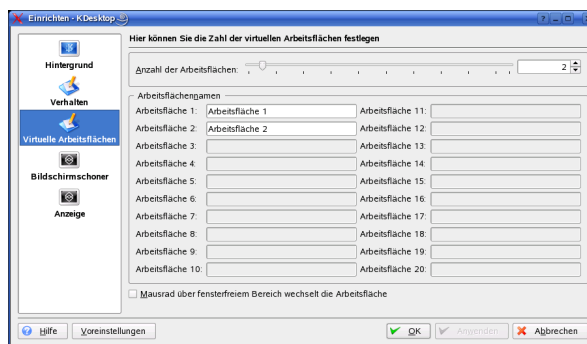 Einrichten - KDesktop
Hier können Sie die Zahl der virtuellen Arbeitsflächen festlegen
Hintergrund
Verhalten
Virtuelle Arbeitsflächen
Bildschirmschoner
Anzeige
Anzahl der Arbeitsflächen: 2
Arbeitsflächennamen
Arbeitsfläche 1: Arbeitsfläche 1 Arbeitsfläche 11:
Arbeitsfläche 2: Arbeitsfläche 2 Arbeitsfläche 12:
Arbeitsfläche 3: Arbeitsfläche 13:
Arbeitsfläche 4: Arbeitsfläche 14:
Arbeitsfläche 5: Arbeitsfläche 15:
Arbeitsfläche 6: Arbeitsfläche 16:
Arbeitsfläche 7: Arbeitsfläche 17:
Arbeitsfläche 8: Arbeitsfläche 18:
Arbeitsfläche 9: Arbeitsfläche 19:
Arbeitsfläche 10: Arbeitsfläche 20:
Mausrad über fensterfreiem Bereich wechselt die Arbeitsfläche
Hilfe Voreinstellungen OK Anwenden Abbrechen